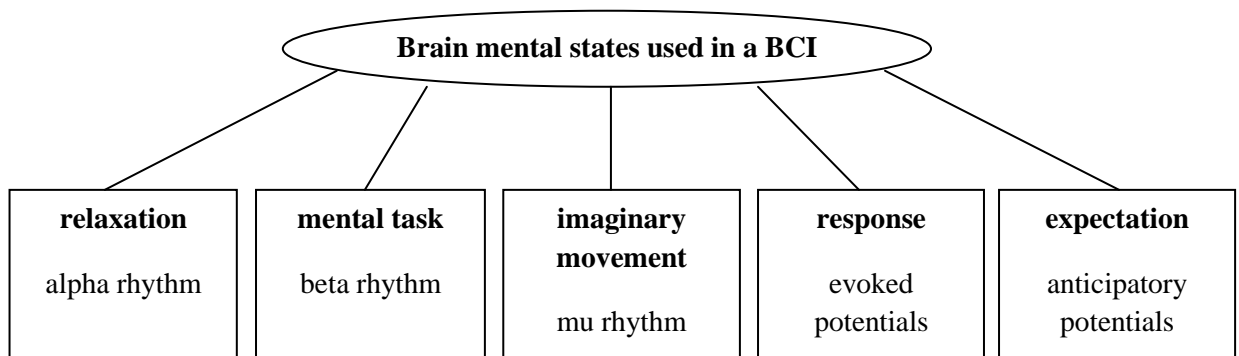 Brain mental states used in a BCI
relaxation
alpha rhythm
mental task
beta rhythm
imaginary
movement
mu rhythm
response
evoked
potentials
expectation
anticipatory
potentials